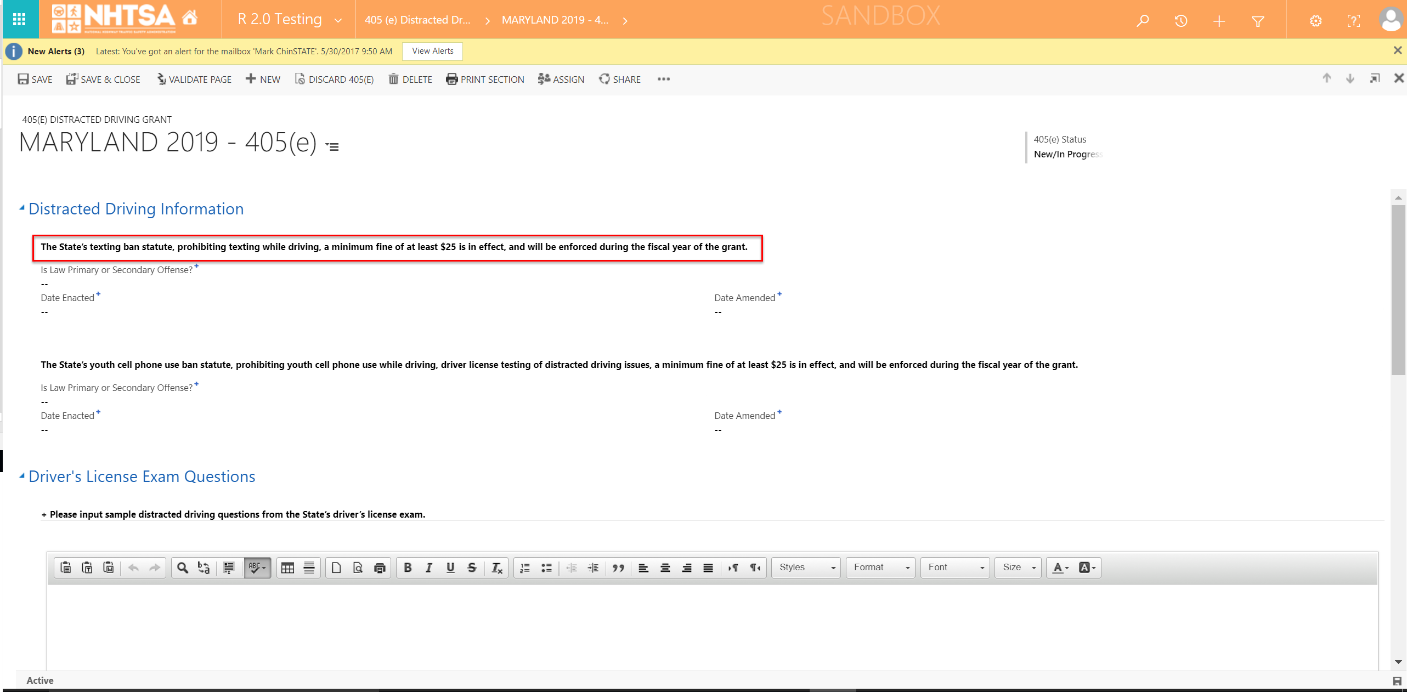 NHTSA
R 2.0 Testing
405 (e) Distracted Dr...
MARYLAND 2019 - 4...
SANDBOX
New Alerts (3) Latest: You've got an alert for the mailbox 'Mark ChinSTATE'. 5/30/2017 9:50 AM View Alerts
SAVE SAVE & CLOSE VALIDATE PAGE NEW DISCARD 405(E) DELETE PRINT SECTION ASSIGN SHARE
405(E) DISTRACTED DRIVING GRANT
MARYLAND 2019 - 405(e)
405(e) Status
New/In Progress
Distracted Driving Information
The State's texting ban statute, prohibiting texting while driving, a minimum fine of at least $25 is in effect, and will be enforced during the fiscal year of the grant.
Is Law Primary or Secondary Offense?
--
Date Enacted Date Amended
-- --
The State's youth cell phone use ban statute, prohibiting youth cell phone use while driving, driver license testing of distracted driving issues, a minimum fine of at least $25 is in effect, and will be enforced during the fiscal year of the grant.
Is Law Primary or Secondary Offense?
--
Date Enacted Date Amended
-- --
Driver's License Exam Questions
+ Please input sample distracted driving questions from the State's driver's license exam.
Styles Format Font Size
Active